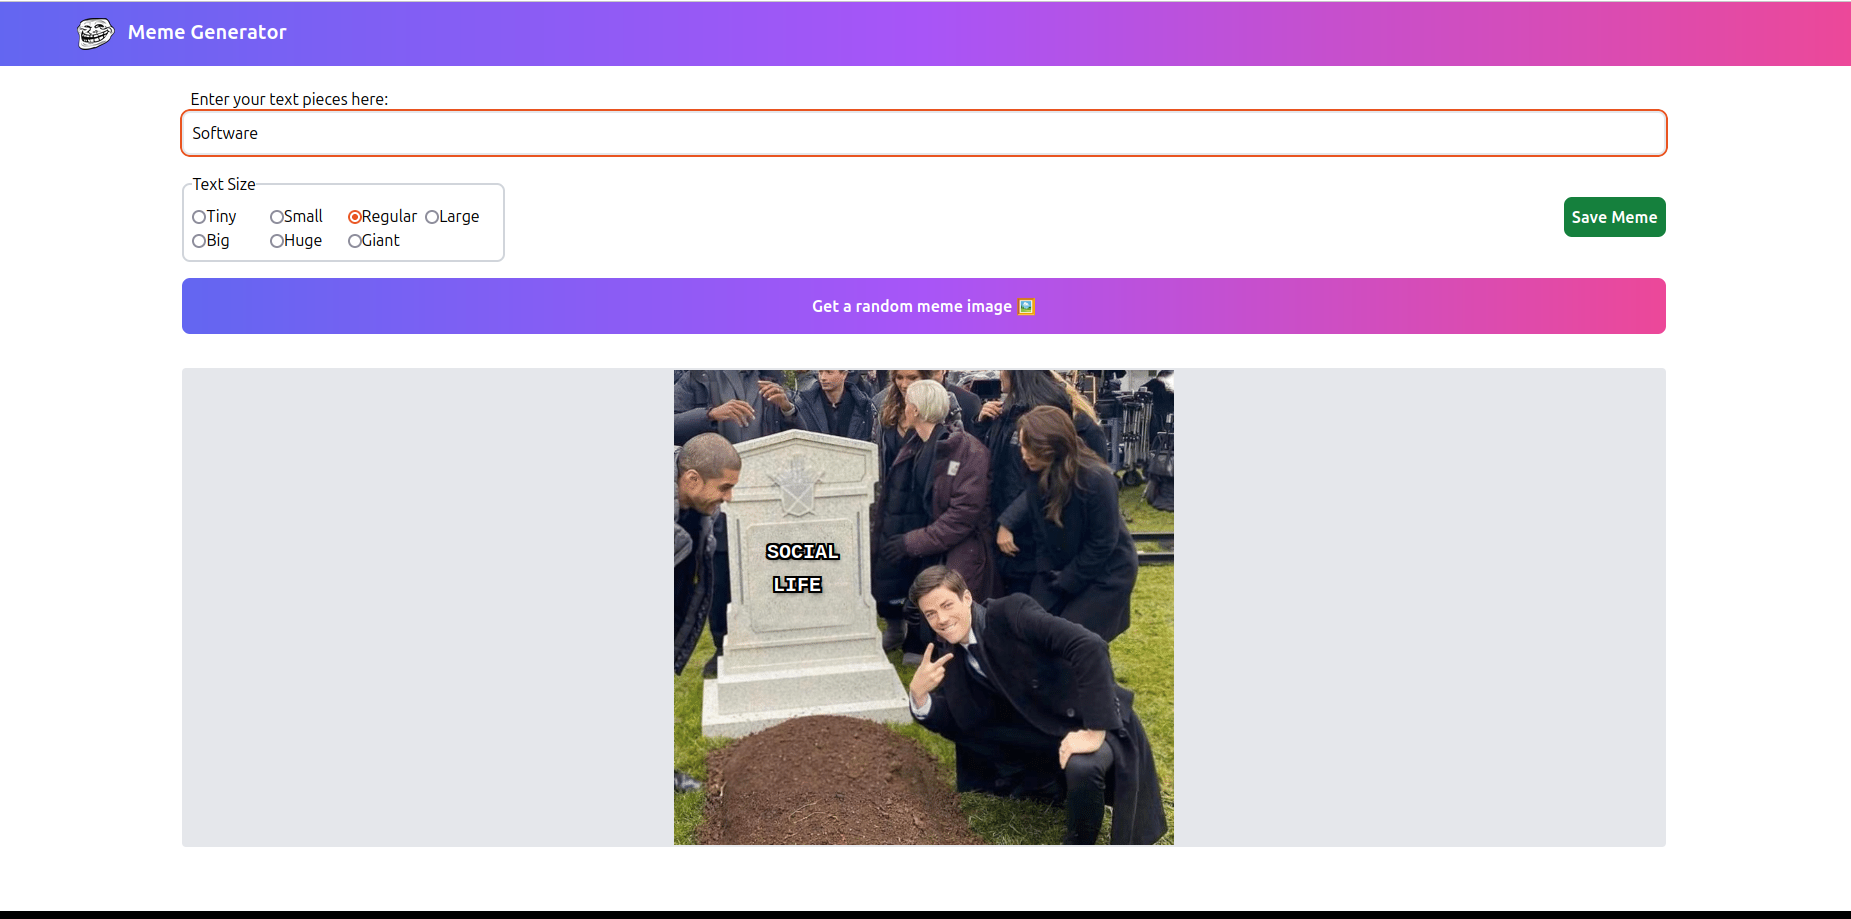 Meme Generator
Enter your text pieces here:
Software
Text Size
Tiny Small Regular Large
Big Huge Giant
Save Meme
Get a random meme image 🖼️
SOCIAL
LIFE